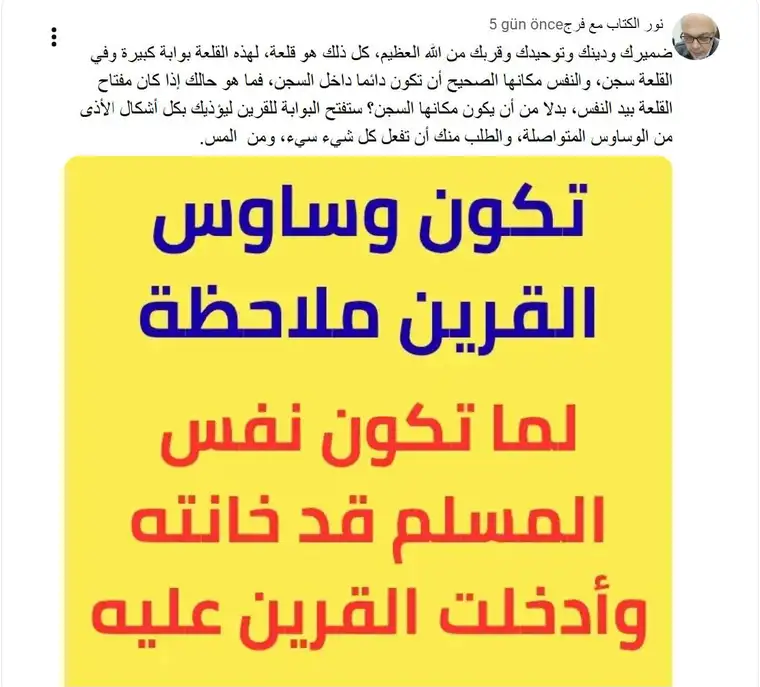 نور الكتاب مع فرج5 gün önce
ضميرك ودينك وتوحيدك وقربك من الله العظيم، كل ذلك هو قلعة، لهذه القلعة بوابة كبيرة وفي
القلعة سجن، والنفس مكانها الصحيح أن تكون دائما داخل السجن، فما هو حالك إذا كان مفتاح
القلعة بيد النفس، بدلا من أن يكون مكانها السجن؟ ستفتح البوابة للقرين ليؤذيك بكل أشكال الأذى
من الوساوس المتواصلة، والطلب منك أن تفعل كل شيء سيء، ومن المس.
تكون وساوس
القرين ملاحظة
لما تكون نفس
المسلم قد خانته
وأدخلت القرين عليه